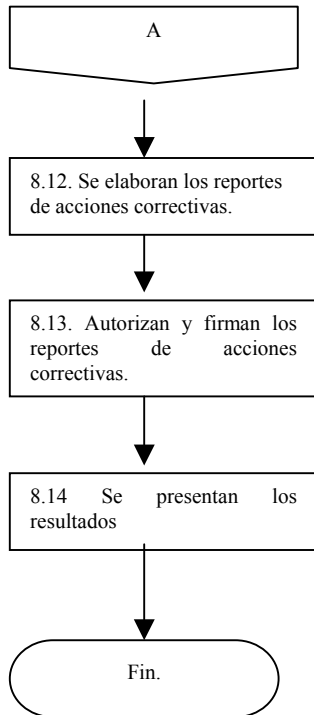 A
8.12. Se elaboran los reportes
de acciones correctivas.
8.13. Autorizan y firman los
reportes de acciones
correctivas.
8.14 Se presentan los
resultados
Fin.